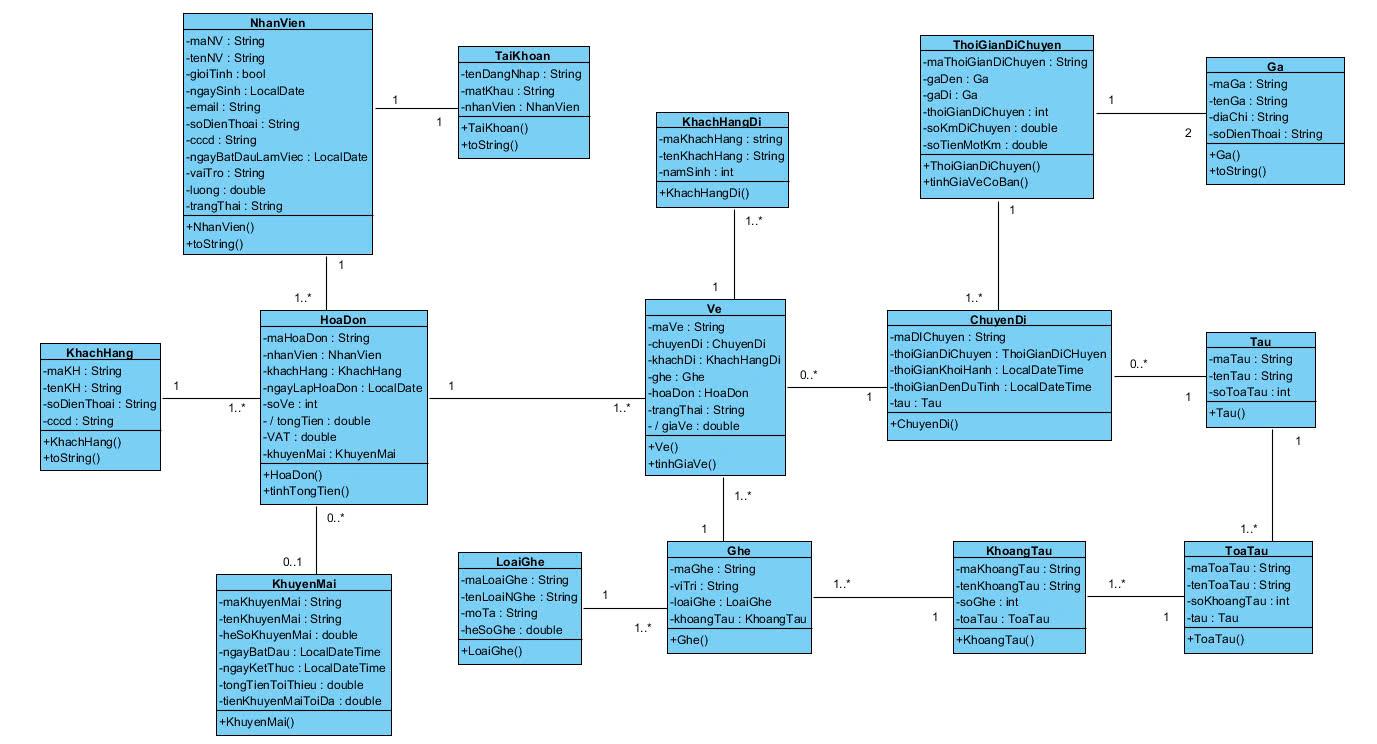 NhanVien
-maNV : String
-tenNV : String
-gioiTinh : bool
-ngaySinh : LocalDate
-email : String
-soDienThoai : String
-cccd : String
-ngayBatDauLamViec : LocalDate
-vaiTro : String
-luong : double
-trangThai : String
+NhanVien()
+toString()
1
1
TaiKhoan
-tenDangNhap : String
-matKhau : String
-nhanVien : NhanVien
+TaiKhoan()
+toString()
KhachHangDi
-maKhachHang : string
-tenKhachHang : String
-namSinh : int
+KhachHangDi()
1..*
1
ThoiGianDiChuyen
-maThoiGianDiChuyen : String
-gaDen : Ga
-gaDi : Ga
-thoiGianDiChuyen : int
-soKmDiChuyen : double
-soTienMotKm : double
+ThoiGianDiChuyen()
+tinhGiaVeCoBan()
1
2
Ga
-maGa : String
-tenGa : String
-diaChi : String
-soDienThoai : String
+Ga()
+toString()
1
1..*
1
1..*
KhachHang
-maKH : String
-tenKH : String
-soDienThoai : String
-cccd : String
+KhachHang()
+toString()
1
1..*
HoaDon
-maHoaDon : String
-nhanVien : NhanVien
-khachHang : KhachHang
-ngayLapHoaDon : LocalDate
-soVe : int
- / tongTien : double
-VAT : double
-khuyenMai : KhuyenMai
+HoaDon()
+tinhTongTien()
1
1..*
Ve
-maVe : String
-chuyenDi : ChuyenDi
-khachDi : KhachHangDi
-ghe : Ghe
-hoaDon : HoaDon
-trangThai : String
- / giaVe : double
+Ve()
+tinhGiaVe()
0..*
1
ChuyenDi
-maDIChuyen : String
-thoiGianDiChuyen : ThoiGianDiCHuyen
-thoiGianKhoiHanh : LocalDateTime
-thoiGianDenDuTinh : LocalDateTime
-tau : Tau
+ChuyenDi()
0..*
1
Tau
-maTau : String
-tenTau : String
-soToaTau : int
+Tau()
1
1..*
0..*
0..1
KhuyenMai
-maKhuyenMai : String
-tenKhuyenMai : String
-heSoKhuyenMai : double
-ngayBatDau : LocalDateTime
-ngayKetThuc : LocalDateTime
-tongTienToiThieu : double
-tienKhuyenMaiToiDa : double
+KhuyenMai()
1..*
1
LoaiGhe
-maLoaiGhe : String
-tenLoaiNGhe : String
-moTa : String
-heSoGhe : double
+LoaiGhe()
1
1..*
Ghe
-maGhe : String
-viTri : String
-loaiGhe : LoaiGhe
-khoangTau : KhoangTau
+Ghe()
1..*
1
KhoangTau
-maKhoangTau : String
-tenKhoangTau : String
-soGhe : int
-toaTau : ToaTau
+KhoangTau()
1..*
1
ToaTau
-maToaTau : String
-tenToaTau : String
-soKhoangTau : int
-tau : Tau
+ToaTau()